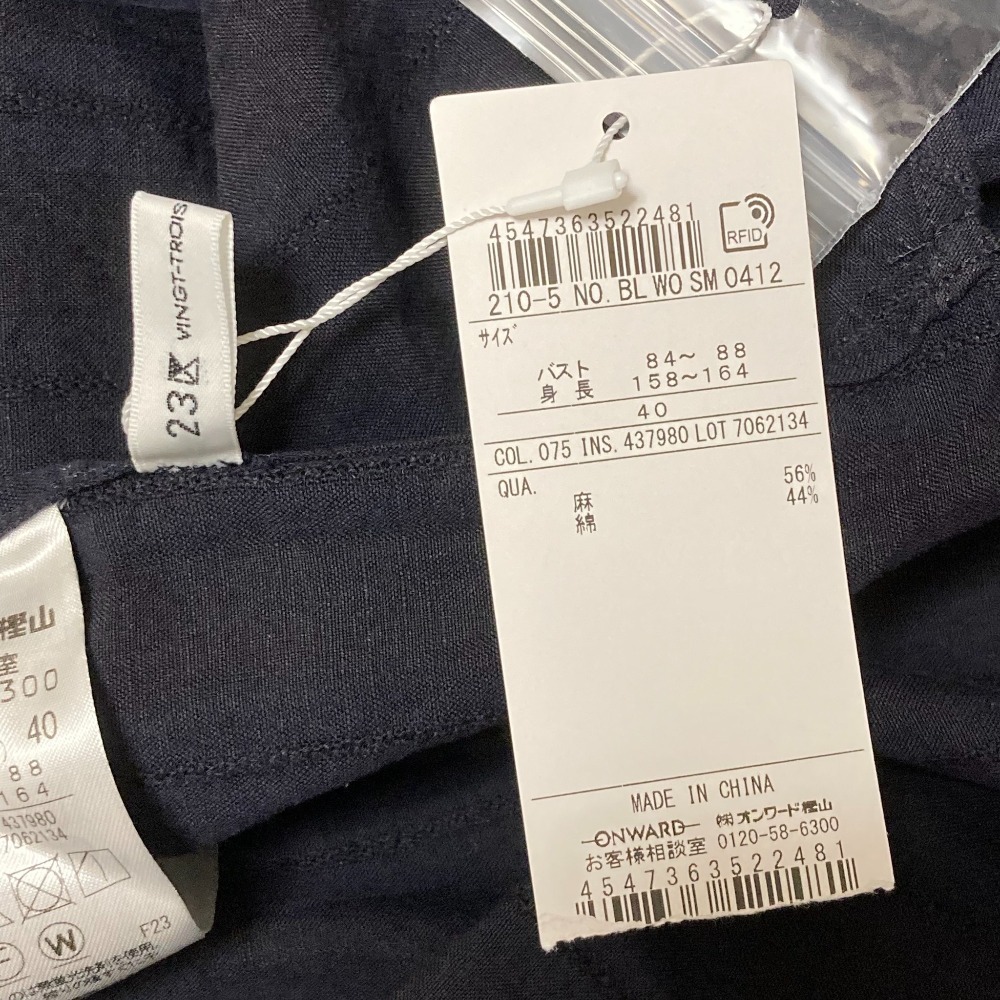 4547363522481
RFID
210-5 NO. BL WO SM 0412
サイズ
バスト 84～ 88
身長 158～164
40
COL. 075 INS. 437980 LOT 7062134
QUA.
麻 56%
綿 44%
MADE IN CHINA
ONWARD ㈱オンワード樫山
お客様相談室 0120-58-6300
4547363522481
23区 VINGT-TROIS
樫山
室
300
40
88
164
437980
7062134
F23
W